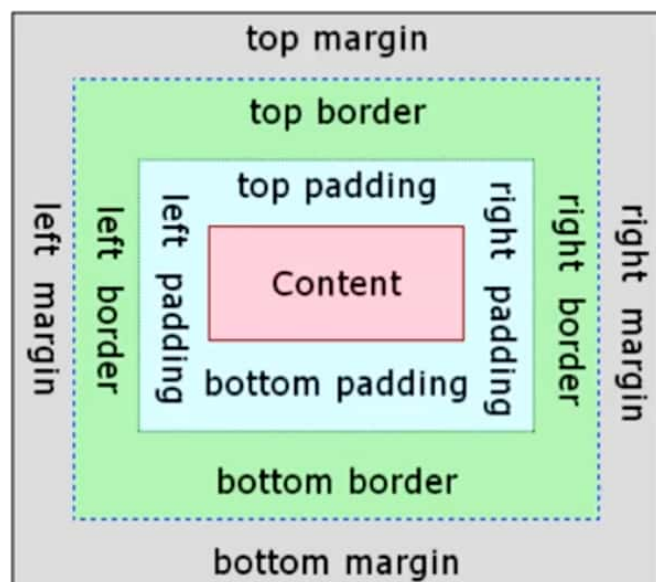 top margin
top border
top padding
left margin
left border
left padding
Content
right padding
right border
right margin
bottom padding
bottom border
bottom margin